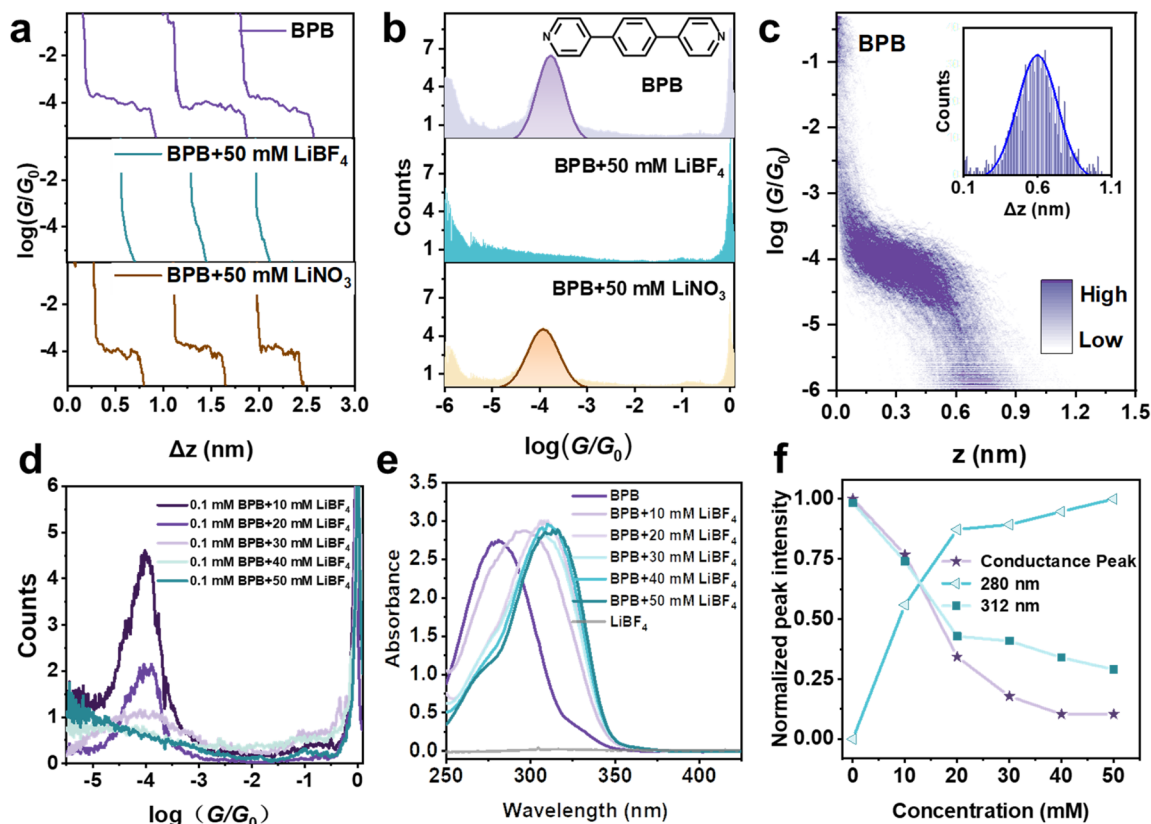 a
BPB
BPB+50 mM LiBF4
BPB+50 mM LiNO3
log(G/G0)
-2
-4
-2
-4
-2
-4
0.0 0.5 1.0 1.5 2.0 2.5 3.0
Δz (nm)
b
N N
BPB
BPB+50 mM LiBF4
BPB+50 mM LiNO3
Counts
7
4
1
7
4
1
7
4
1
-6 -5 -4 -3 -2 -1 0
log(G/G0)
c
BPB
Counts
0.1 0.6 1.1
Δz (nm)
High
Low
log (G/G0)
-1
-2
-3
-4
-5
-6
0.0 0.3 0.6 0.9 1.2 1.5
z (nm)
d
0.1 mM BPB+10 mM LiBF4
0.1 mM BPB+20 mM LiBF4
0.1 mM BPB+30 mM LiBF4
0.1 mM BPB+40 mM LiBF4
0.1 mM BPB+50 mM LiBF4
Counts
6
5
4
3
2
1
0
-5 -4 -3 -2 -1 0
log (G/G0)
e
BPB
BPB+10 mM LiBF4
BPB+20 mM LiBF4
BPB+30 mM LiBF4
BPB+40 mM LiBF4
BPB+50 mM LiBF4
LiBF4
Absorbance
3.5
3.0
2.5
2.0
1.5
1.0
0.5
0.0
250 300 350 400
Wavelength (nm)
f
Conductance Peak
280 nm
312 nm
Normalized peak intensity
1.00
0.75
0.50
0.25
0.00
0 10 20 30 40 50
Concentration (mM)